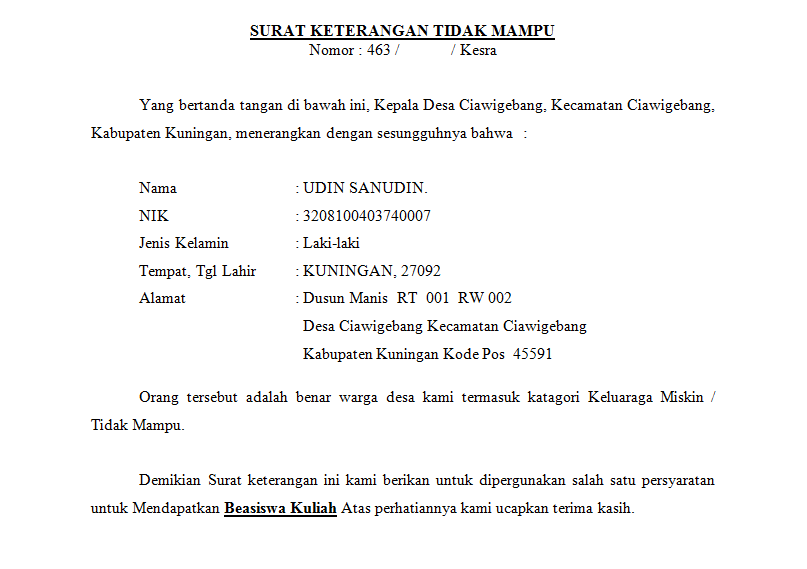 SURAT KETERANGAN TIDAK MAMPU
Nomor : 463 / / Kesra
Yang bertanda tangan di bawah ini, Kepala Desa Ciawigebang, Kecamatan Ciawigebang,
Kabupaten Kuningan, menerangkan dengan sesungguhnya bahwa :
Nama : UDIN SANUDIN.
NIK : 3208100403740007
Jenis Kelamin : Laki-laki
Tempat, Tgl Lahir : KUNINGAN, 27092
Alamat : Dusun Manis RT 001 RW 002
Desa Ciawigebang Kecamatan Ciawigebang
Kabupaten Kuningan Kode Pos 45591
Orang tersebut adalah benar warga desa kami termasuk katagori Keluaraga Miskin /
Tidak Mampu.
Demikian Surat keterangan ini kami berikan untuk dipergunakan salah satu persyaratan
untuk Mendapatkan Beasiswa Kuliah Atas perhatiannya kami ucapkan terima kasih.